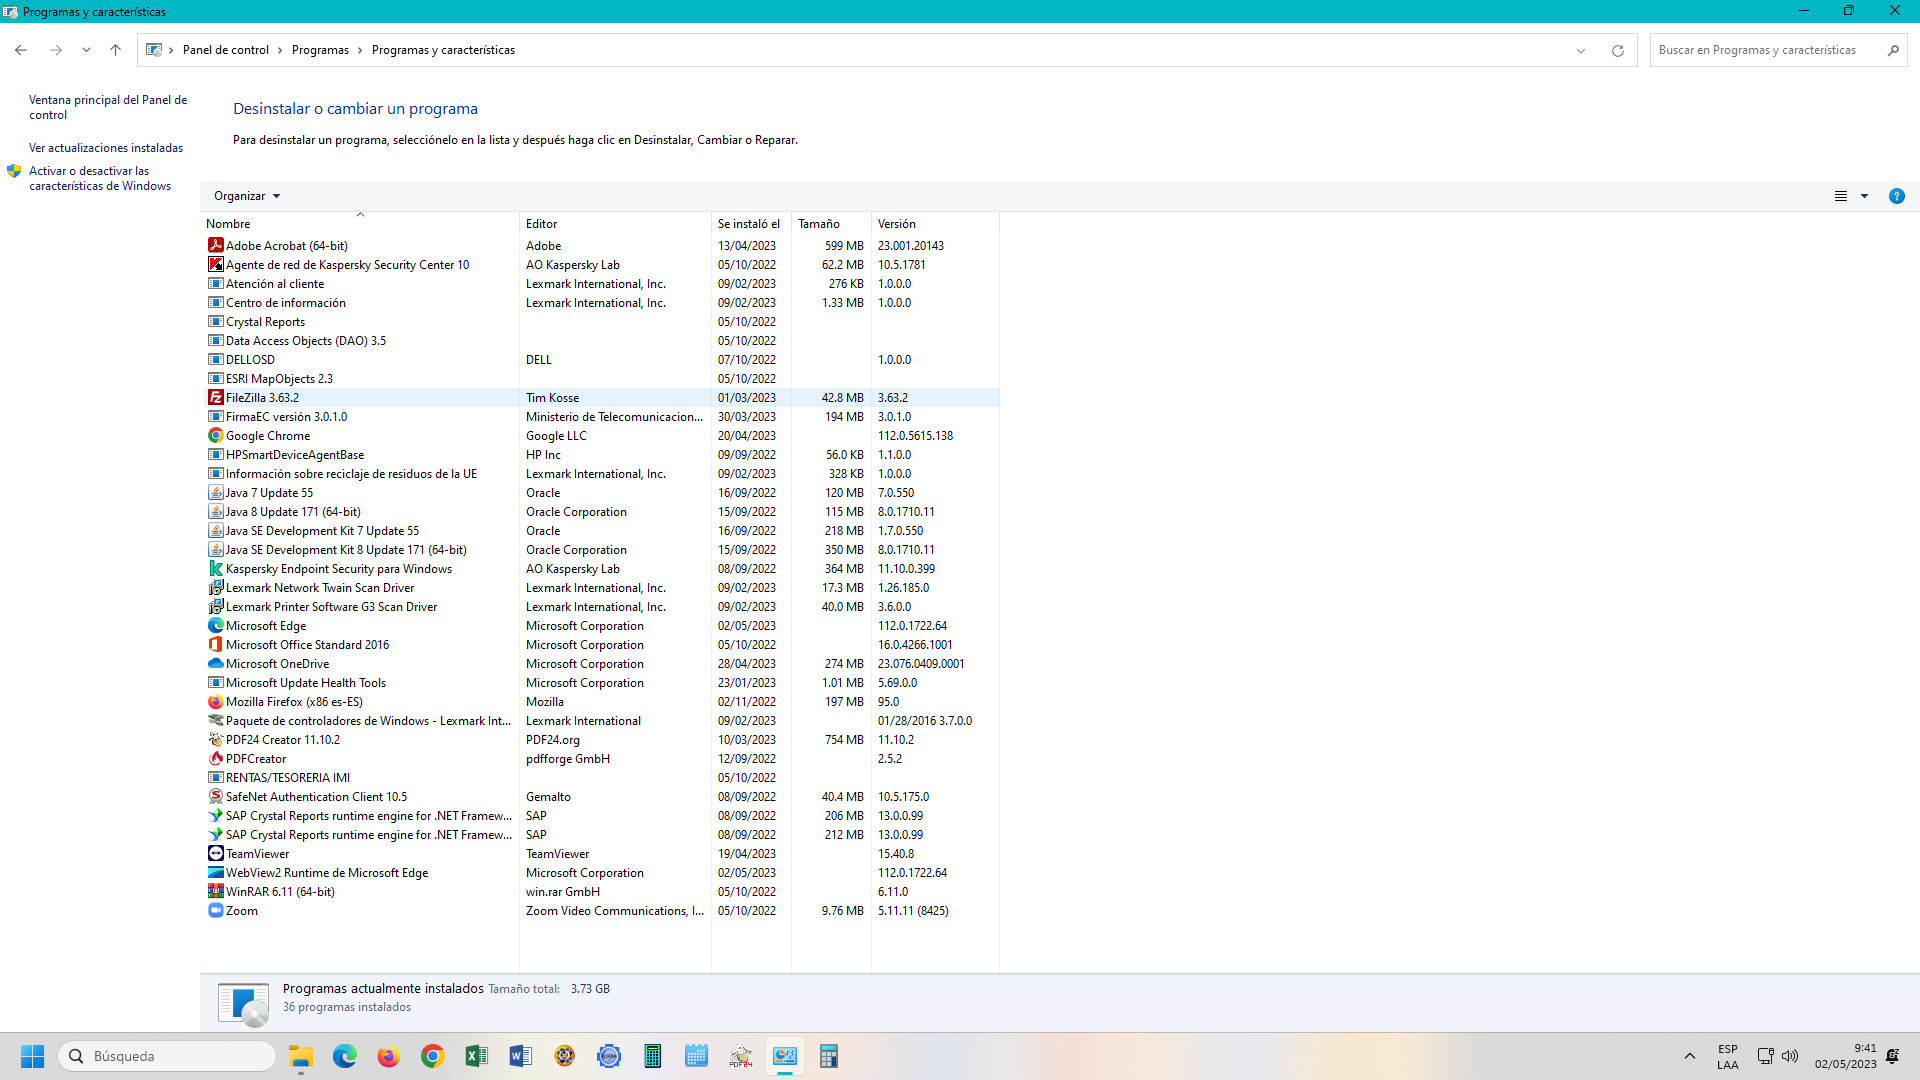 Programas y características
Panel de control > Programas > Programas y características
Buscar en Programas y características
Ventana principal del Panel de control
Ver actualizaciones instaladas
Activar o desactivar las características de Windows
Desinstalar o cambiar un programa
Para desinstalar un programa, selecciónelo en la lista y después haga clic en Desinstalar, Cambiar o Reparar.
Organizar
Nombre Editor Se instaló el Tamaño Versión
Adobe Acrobat (64-bit) Adobe 13/04/2023 599 MB 23.001.20143
Agente de red de Kaspersky Security Center 10 AO Kaspersky Lab 05/10/2022 62.2 MB 10.5.1781
Atención al cliente Lexmark International, Inc. 09/02/2023 276 KB 1.0.0.0
Centro de información Lexmark International, Inc. 09/02/2023 1.33 MB 1.0.0.0
Crystal Reports 05/10/2022
Data Access Objects (DAO) 3.5 05/10/2022
DELLOSD DELL 07/10/2022 1.0.0.0
ESRI MapObjects 2.3 05/10/2022
FileZilla 3.63.2 Tim Kosse 01/03/2023 42.8 MB 3.63.2
FirmaEC versión 3.0.1.0 Ministerio de Telecomunicacion... 30/03/2023 194 MB 3.0.1.0
Google Chrome Google LLC 20/04/2023 112.0.5615.138
HPSmartDeviceAgentBase HP Inc 09/09/2022 56.0 KB 1.1.0.0
Información sobre reciclaje de residuos de la UE Lexmark International, Inc. 09/02/2023 328 KB 1.0.0.0
Java 7 Update 55 Oracle 16/09/2022 120 MB 7.0.550
Java 8 Update 171 (64-bit) Oracle Corporation 15/09/2022 115 MB 8.0.1710.11
Java SE Development Kit 7 Update 55 Oracle 16/09/2022 218 MB 1.7.0.550
Java SE Development Kit 8 Update 171 (64-bit) Oracle Corporation 15/09/2022 350 MB 8.0.1710.11
Kaspersky Endpoint Security para Windows AO Kaspersky Lab 08/09/2022 364 MB 11.10.0.399
Lexmark Network Twain Scan Driver Lexmark International, Inc. 09/02/2023 17.3 MB 1.26.185.0
Lexmark Printer Software G3 Scan Driver Lexmark International, Inc. 09/02/2023 40.0 MB 3.6.0.0
Microsoft Edge Microsoft Corporation 02/05/2023 112.0.1722.64
Microsoft Office Standard 2016 Microsoft Corporation 05/10/2022 16.0.4266.1001
Microsoft OneDrive Microsoft Corporation 28/04/2023 274 MB 23.076.0409.0001
Microsoft Update Health Tools Microsoft Corporation 23/01/2023 1.01 MB 5.69.0.0
Mozilla Firefox (x86 es-ES) Mozilla 02/11/2022 197 MB 95.0
Paquete de controladores de Windows - Lexmark Int... Lexmark International 09/02/2023 01/28/2016 3.7.0.0
PDF24 Creator 11.10.2 PDF24.org 10/03/2023 754 MB 11.10.2
PDFCreator pdfforge GmbH 12/09/2022 2.5.2
RENTAS/TESORERIA IMI 05/10/2022
SafeNet Authentication Client 10.5 Gemalto 08/09/2022 40.4 MB 10.5.175.0
SAP Crystal Reports runtime engine for .NET Framew... SAP 08/09/2022 206 MB 13.0.0.99
SAP Crystal Reports runtime engine for .NET Framew... SAP 08/09/2022 212 MB 13.0.0.99
TeamViewer TeamViewer 19/04/2023 15.40.8
WebView2 Runtime de Microsoft Edge Microsoft Corporation 02/05/2023 112.0.1722.64
WinRAR 6.11 (64-bit) win.rar GmbH 05/10/2022 6.11.0
Zoom Zoom Video Communications, I... 05/10/2022 9.76 MB 5.11.11 (8425)
Programas actualmente instalados Tamaño total: 3.73 GB
36 programas instalados
Búsqueda
ESP
LAA
9:41
02/05/2023